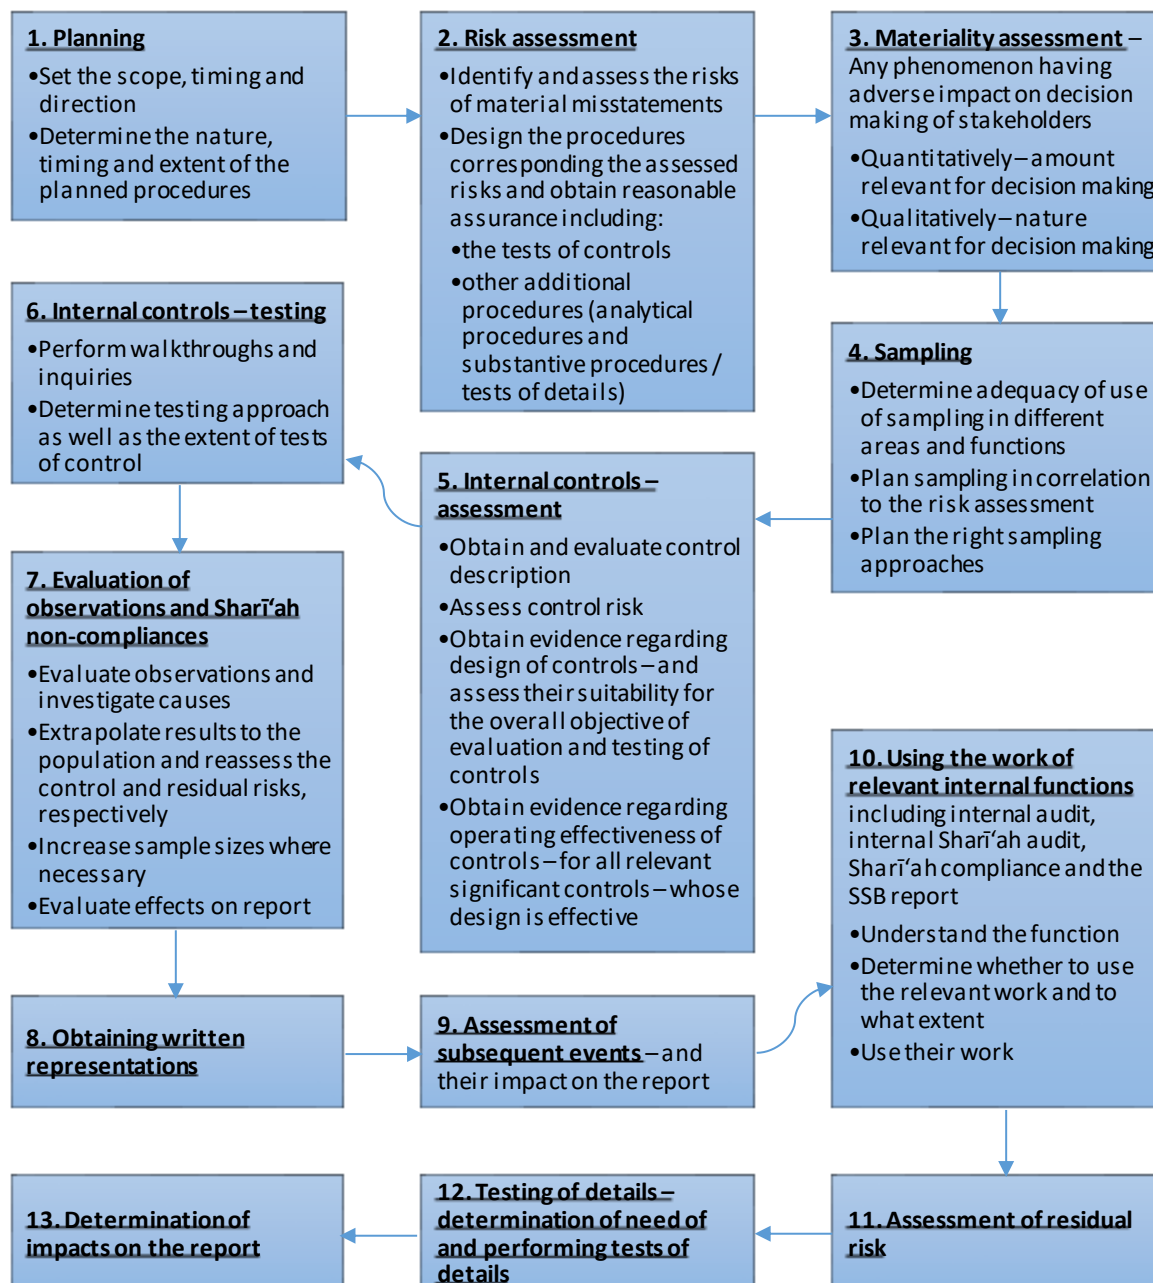 1. Planning
•Set the scope, timing and
direction
•Determine the nature,
timing and extent of the
planned procedures
2. Risk assessment
•Identify and assess the risks
of material misstatements
•Design the procedures
corresponding the assessed
risks and obtain reasonable
assurance including:
•the tests of controls
•other additional
procedures (analytical
procedures and
substantive procedures /
tests of details)
3. Materiality assessment –
Any phenomenon having
adverse impact on decision
making of stakeholders
•Quantitatively – amount
relevant for decision making
•Qualitatively – nature
relevant for decision making
4. Sampling
•Determine adequacy of use
of sampling in different
areas and functions
•Plan sampling in correlation
to the risk assessment
•Plan the right sampling
approaches
5. Internal controls –
assessment
•Obtain and evaluate control
description
•Assess control risk
•Obtain evidence regarding
design of controls – and
assess their suitability for
the overall objective of
evaluation and testing of
controls
•Obtain evidence regarding
operating effectiveness of
controls – for all relevant
significant controls – whose
design is effective
6. Internal controls – testing
•Perform walkthroughs and
inquiries
•Determine testing approach
as well as the extent of tests
of control
7. Evaluation of
observations and Sharī‘ah
non-compliances
•Evaluate observations and
investigate causes
•Extrapolate results to the
population and reassess the
control and residual risks,
respectively
•Increase sample sizes where
necessary
•Evaluate effects on report
8. Obtaining written
representations
9. Assessment of
subsequent events – and
their impact on the report
10. Using the work of
relevant internal functions
including internal audit,
internal Sharī‘ah audit,
Sharī‘ah compliance and the
SSB report
•Understand the function
•Determine whether to use
the relevant work and to
what extent
•Use their work
11. Assessment of residual
risk
12. Testing of details –
determination of need of
and performing tests of
details
13. Determination of
impacts on the report